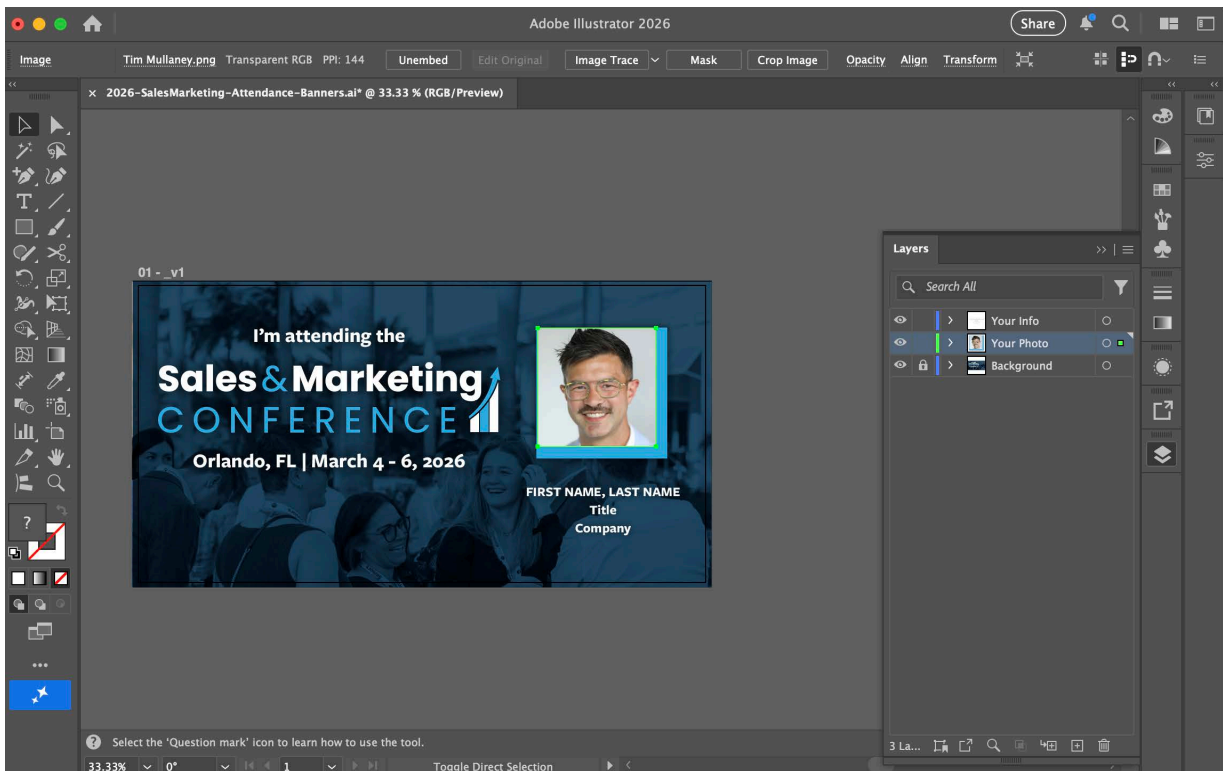 Adobe Illustrator 2026
Share
Image
Tim Mullaney.png Transparent RGB PPI: 144
Unembed
Edit Original
Image Trace
Mask
Crop Image
Opacity
Align
Transform
× 2026-SalesMarketing-Attendance-Banners.ai* @ 33.33 % (RGB/Preview)
01 - _v1
I'm attending the
Sales & Marketing
CONFERENCE
Orlando, FL | March 4 - 6, 2026
FIRST NAME, LAST NAME
Title
Company
Layers
Search All
Your Info
Your Photo
Background
3 La...
?
Select the 'Question mark' icon to learn how to use the tool.
33.33%
0°
1
Toggle Direct Selection